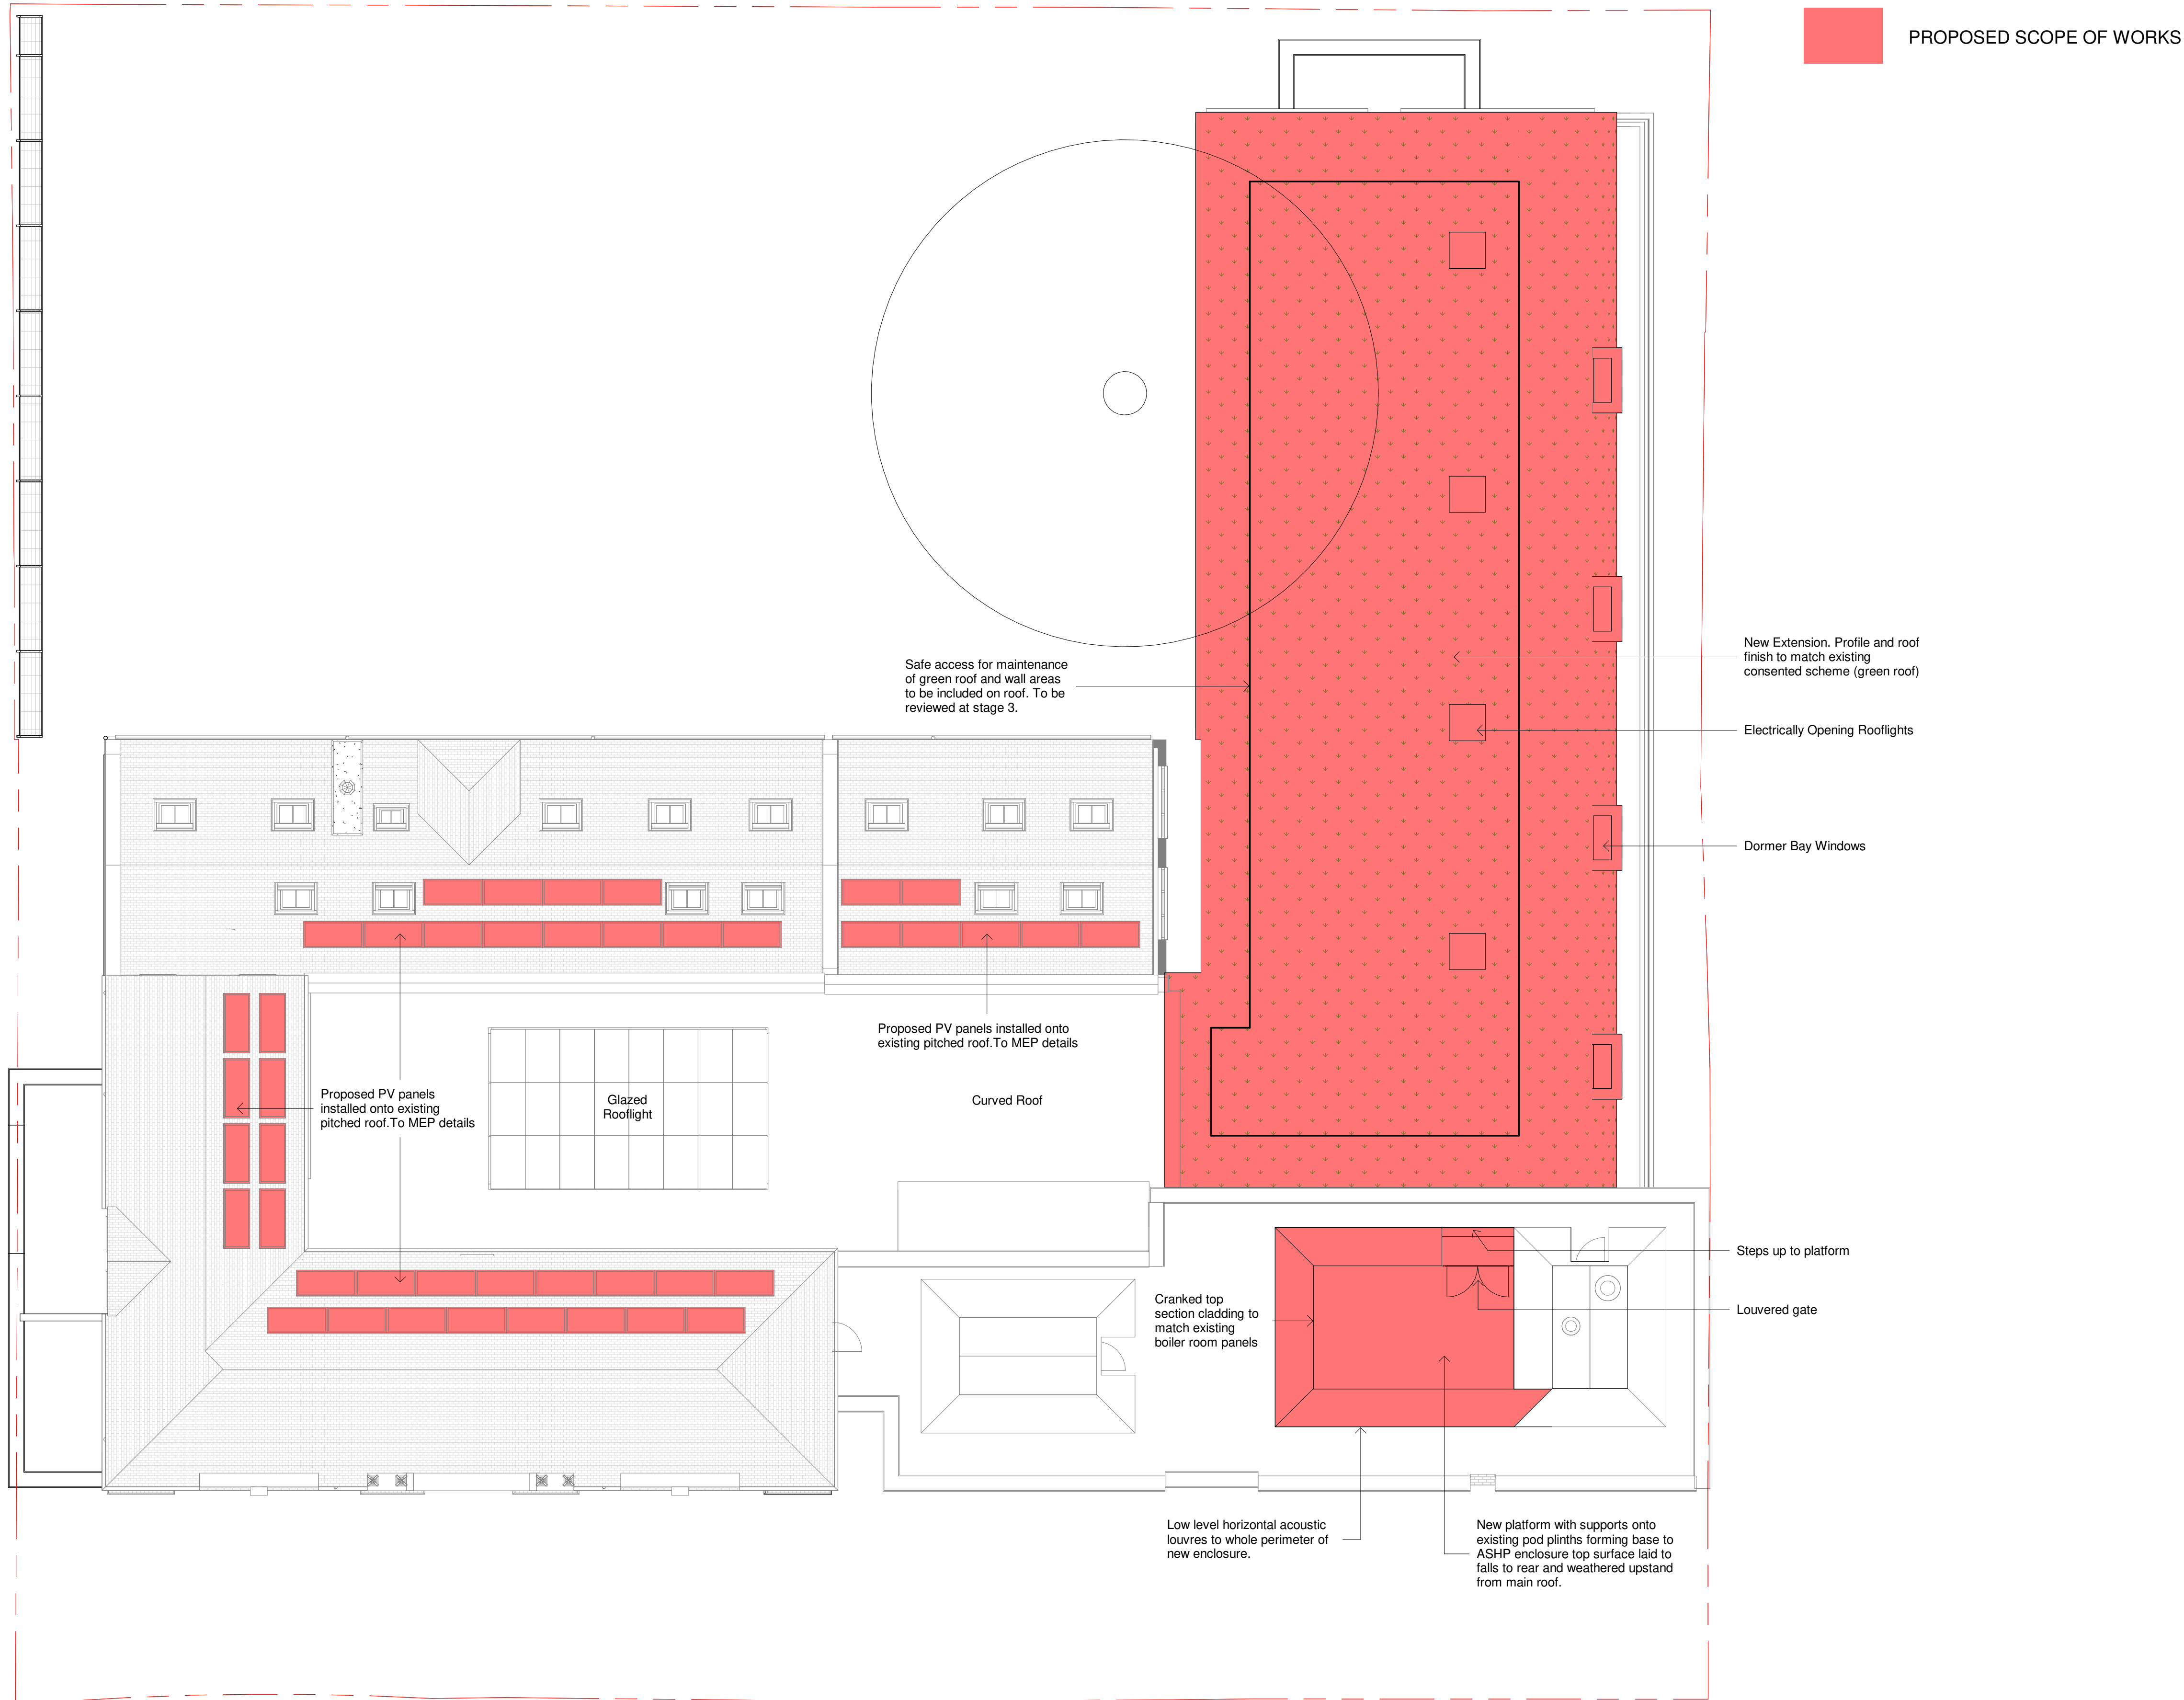 PROPOSED SCOPE OF WORKS
New Extension. Profile and roof
finish to match existing
consented scheme (green roof)
Safe access for maintenance
of green roof and wall areas
to be included on roof. To be
reviewed at stage 3.
Electrically Opening Rooflights
Dormer Bay Windows
Proposed PV panels installed onto
existing pitched roof.To MEP details
Proposed PV panels
installed onto existing
pitched roof.To MEP details
Glazed
Rooflight
Curved Roof
Steps up to platform
Cranked top
section cladding to
match existing
boiler room panels
Louvered gate
Low level horizontal acoustic
louvres to whole perimeter of
new enclosure.
New platform with supports onto
existing pod plinths forming base to
ASHP enclosure top surface laid to
falls to rear and weathered upstand
from main roof.